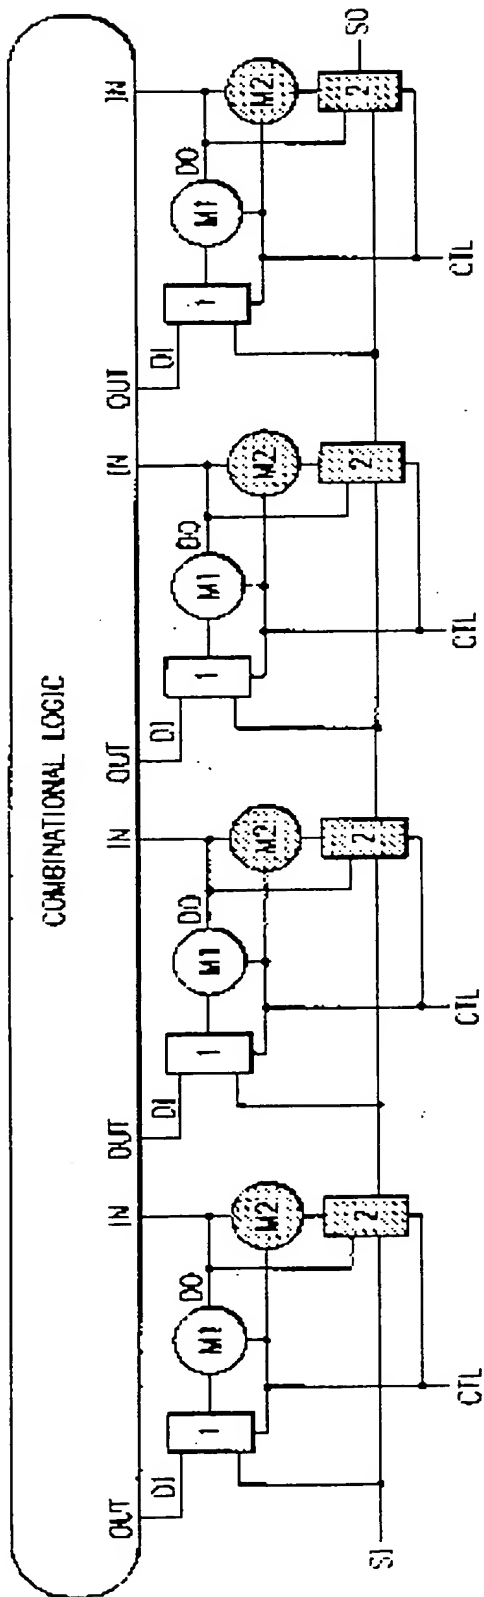 COMBINATIONAL LOGIC
OUT IN OUT IN OUT IN OUT IN
DI DO DI DO DI DO DI DO
1 M1 1 M1 1 M1 1 M1
M2 M2 M2 M2
SI 2 2 2 2 SO
CTL CTL CTL CTL